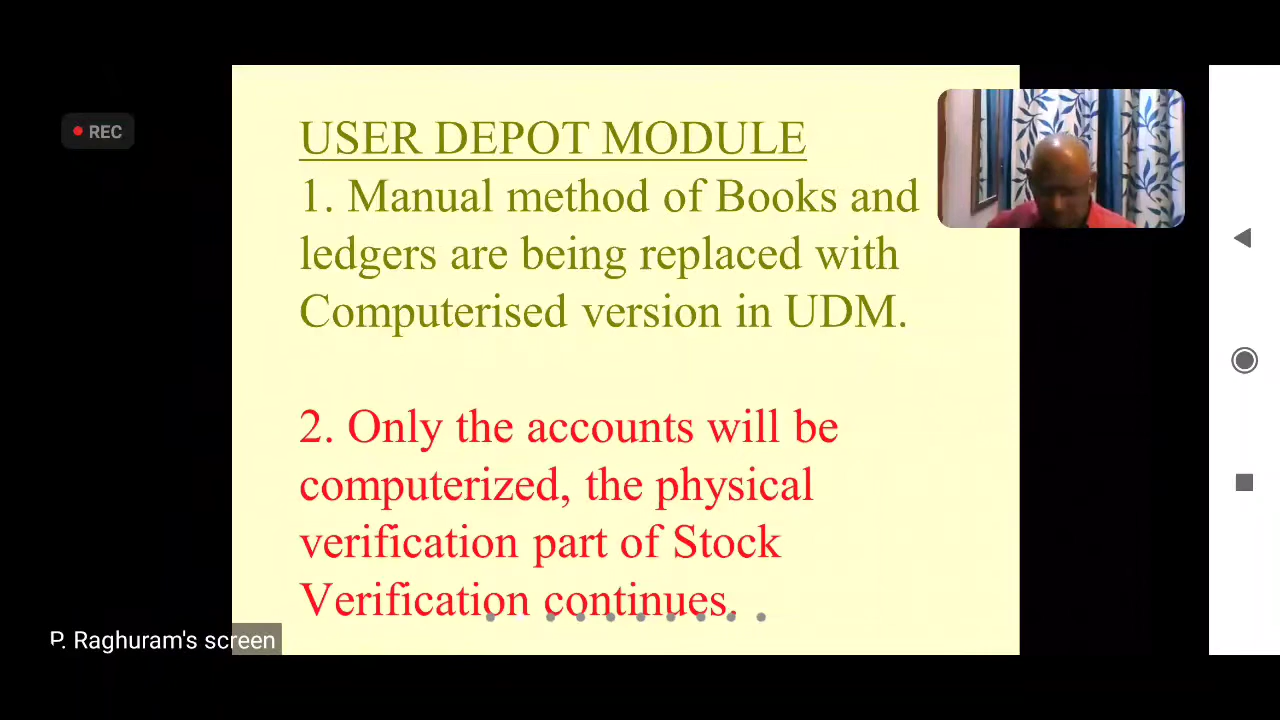 REC
USER DEPOT MODULE
1. Manual method of Books and
ledgers are being replaced with
Computerised version in UDM.
2. Only the accounts will be
computerized, the physical
verification part of Stock
Verification continues.
P. Raghuram's screen